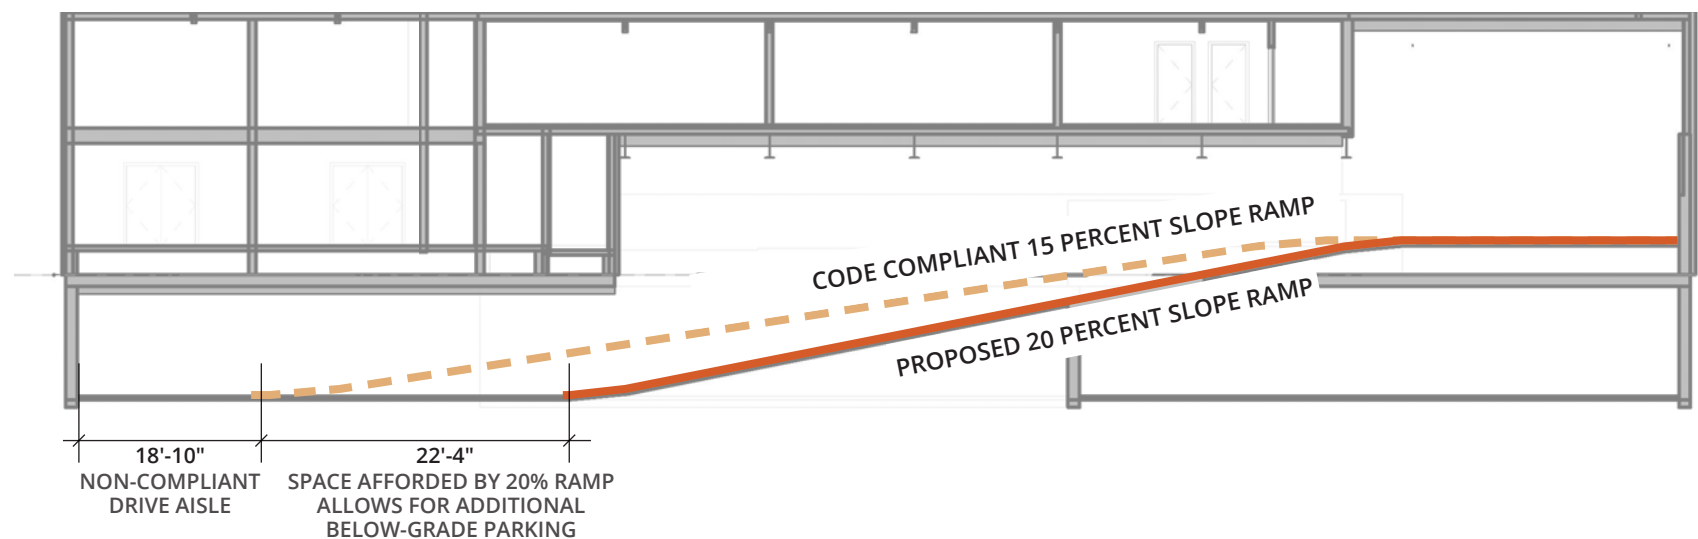 CODE COMPLIANT 15 PERCENT SLOPE RAMP
PROPOSED 20 PERCENT SLOPE RAMP
18'-10"
NON-COMPLIANT
DRIVE AISLE
22'-4"
SPACE AFFORDED BY 20% RAMP
ALLOWS FOR ADDITIONAL
BELOW-GRADE PARKING